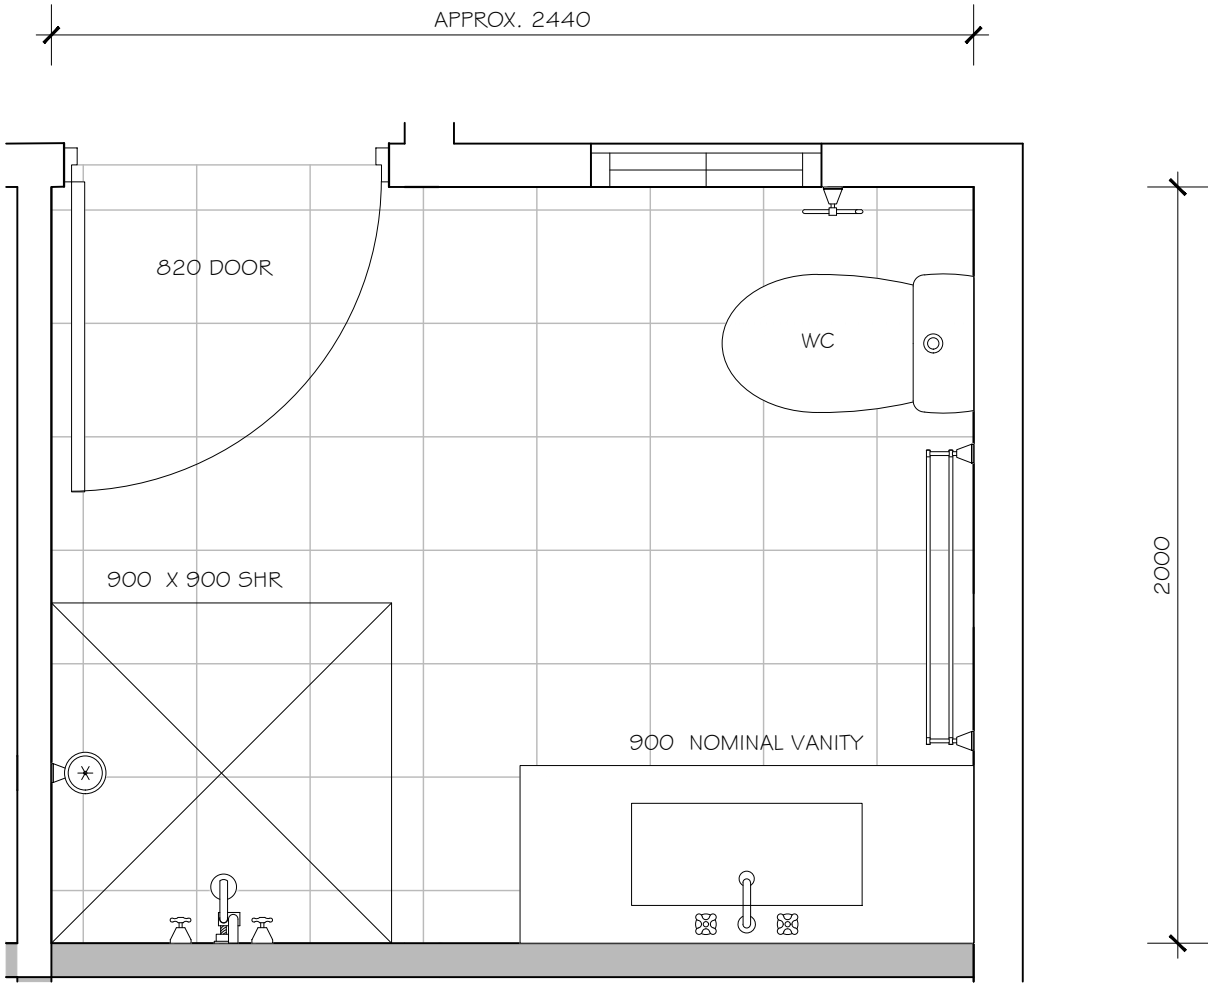 APPROX. 2440
820 DOOR
WC
2000
900 X 900 SHR
900 NOMINAL VANITY